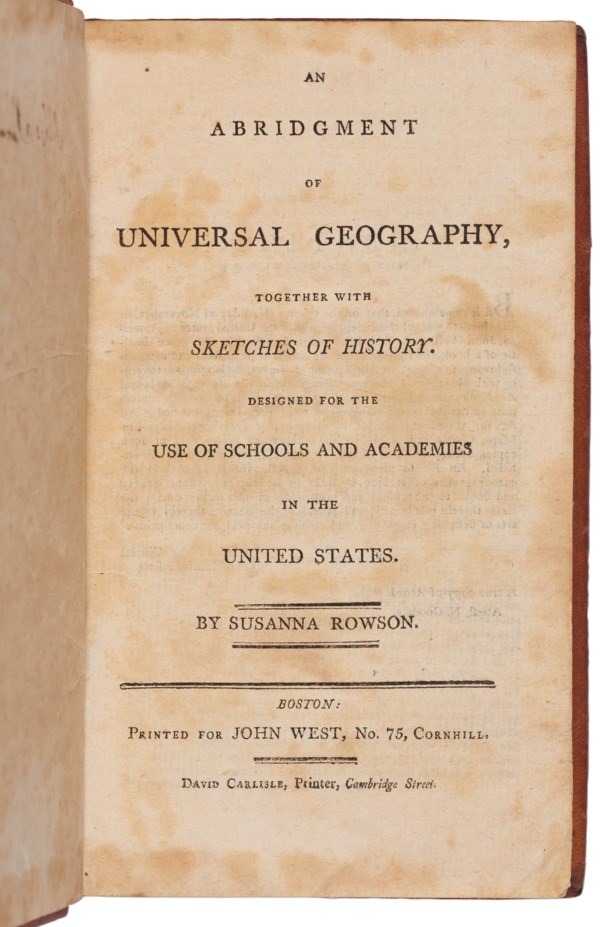 AN
ABRIDGMENT
OF
UNIVERSAL GEOGRAPHY,
TOGETHER WITH
SKETCHES OF HISTORY.
DESIGNED FOR THE
USE OF SCHOOLS AND ACADEMIES
IN THE
UNITED STATES.
BY SUSANNA ROWSON.
BOSTON:
PRINTED FOR JOHN WEST, No. 75, CORNHILL.
DAVID CARLISLE, Printer, Cambridge Street.